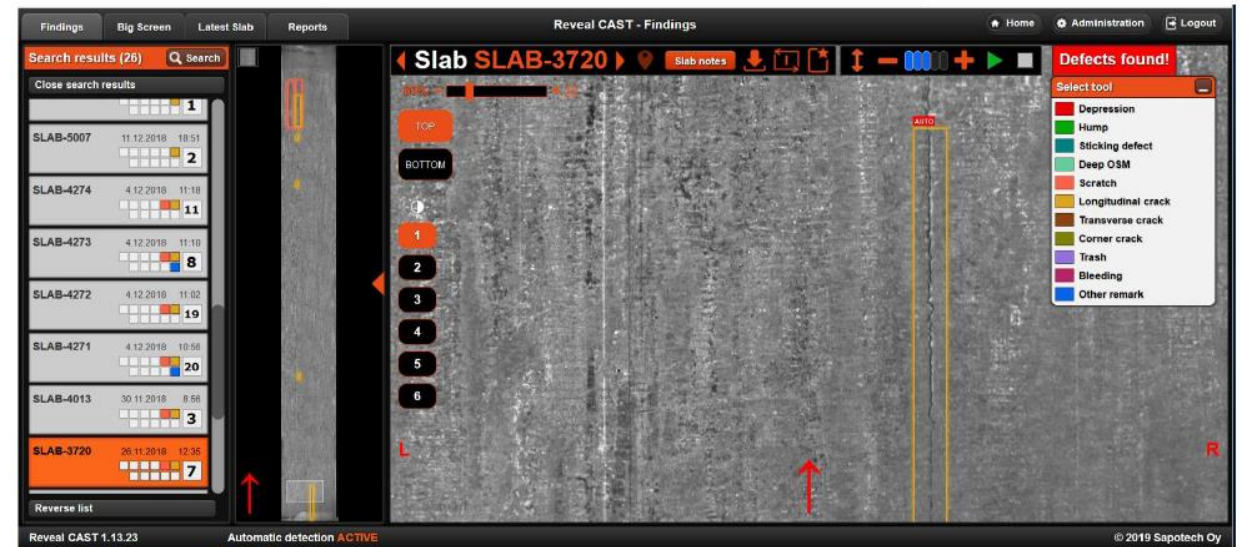 Findings
Big Screen
Latest Slab
Reports
Reveal CAST - Findings
Home
Administration
Logout
Search results (26)
Search
Close search results
1
SLAB-5007 11.12.2018 18:51
2
SLAB-4274 4.12.2018 11:18
11
SLAB-4273 4.12.2018 11:10
8
SLAB-4272 4.12.2018 11:02
19
SLAB-4271 4.12.2018 10:56
20
SLAB-4013 30.11.2018 8:56
3
SLAB-3720 26.11.2018 12:35
7
Reverse list
Slab SLAB-3720
Slab notes
TOP
BOTTOM
1
2
3
4
5
6
L
R
AUTO
Defects found!
Select tool
Depression
Hump
Sticking defect
Deep OSM
Scratch
Longitudinal crack
Transverse crack
Corner crack
Trash
Bleeding
Other remark
Reveal CAST 1.13.23
Automatic detection ACTIVE
© 2019 Sapotech Oy